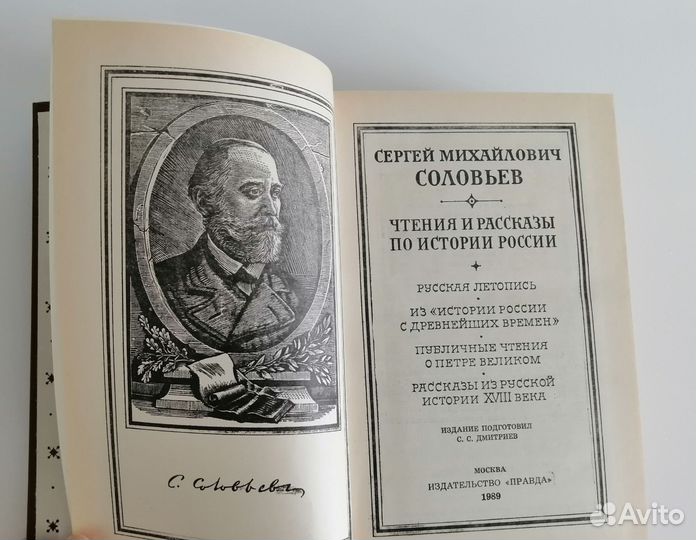 С. Соловьев
СЕРГЕЙ МИХАЙЛОВИЧ
СОЛОВЬЕВ
ЧТЕНИЯ И РАССКАЗЫ
ПО ИСТОРИИ РОССИИ
РУССКАЯ ЛЕТОПИСЬ
ИЗ «ИСТОРИИ РОССИИ
С ДРЕВНЕЙШИХ ВРЕМЕН»
ПУБЛИЧНЫЕ ЧТЕНИЯ
О ПЕТРЕ ВЕЛИКОМ
РАССКАЗЫ ИЗ РУССКОЙ
ИСТОРИИ XVIII ВЕКА
ИЗДАНИЕ ПОДГОТОВИЛ
С. С. ДМИТРИЕВ
МОСКВА
ИЗДАТЕЛЬСТВО «ПРАВДА»
1989
Avito